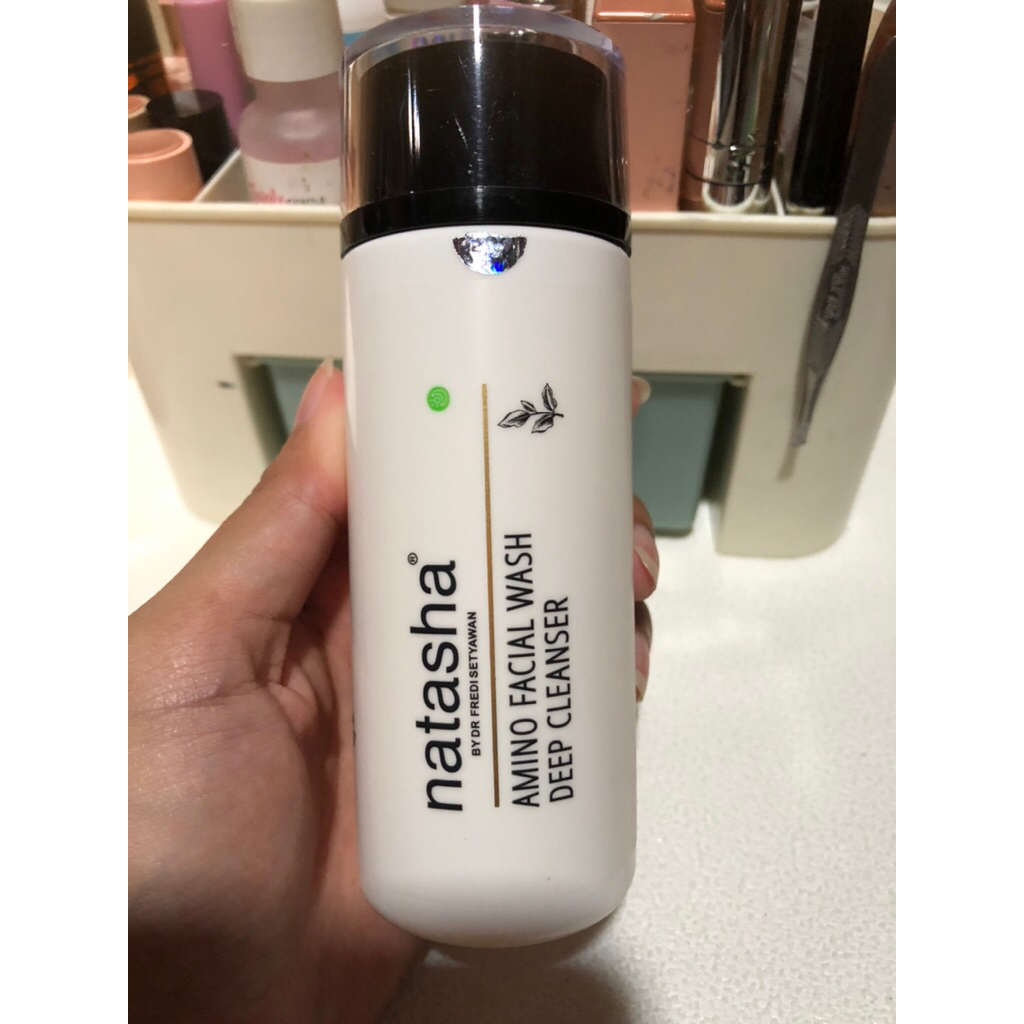 natasha®
BY DR FREDI SETYAWAN
AMINO FACIAL WASH
DEEP CLEANSER